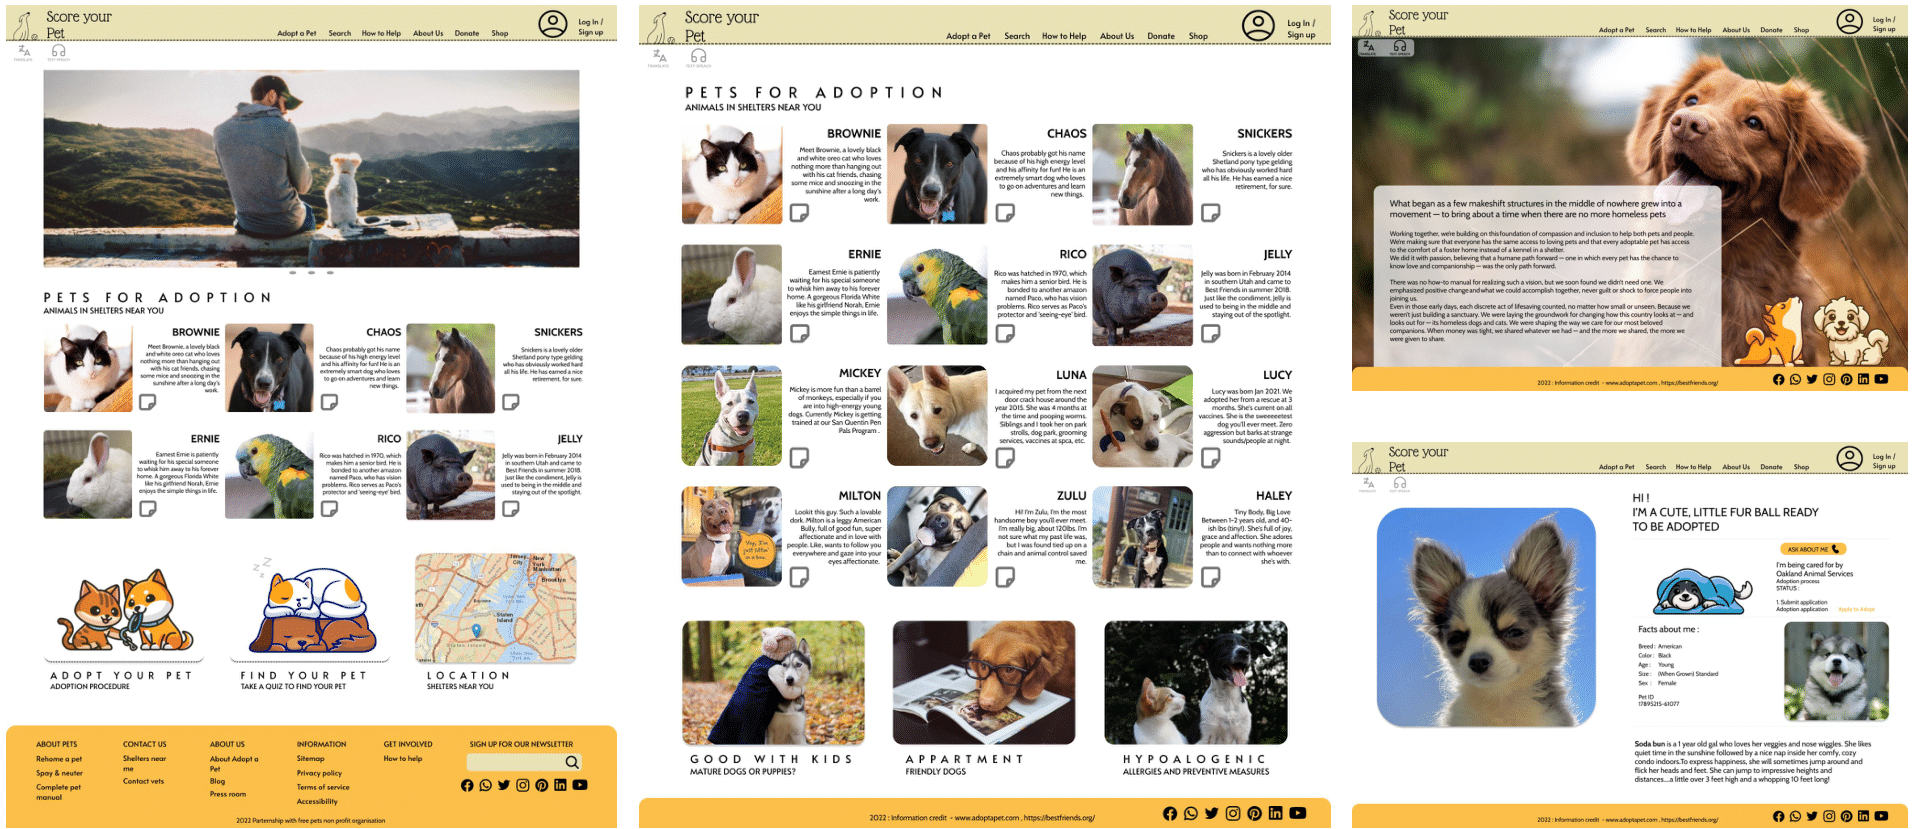 Score your
Pet
Adopt a Pet Search How to Help About Us Donate Shop
Log In /
Sign up
TRANSLATE TEXT SPEACH
PETS FOR ADOPTION
ANIMALS IN SHELTERS NEAR YOU
BROWNIE
Meet Brownie, a lovely black
and white oreo cat who loves
nothing more than hanging out
with his cat friends, chasing
some mice and snoozing in the
sunshine after a long day's
work.
CHAOS
Chaos probably got his name
because of his high energy level
and his affinity for fun! He is an
extremely smart dog who loves
to go-on adventures and learn
new things.
SNICKERS
Snickers is a lovely older
Shetland pony type gelding
who has obviously worked hard
all his life. He has earned a nice
retirement, for sure.
ERNIE
Earnest Ernie is patiently
waiting for his special someone
to whisk him away to his forever
home. A gorgeous Florida White
like his girlfriend Norah, Ernie
enjoys the simple things in life.
RICO
Rico was hatched in 1970, which
makes him a senior bird. He is
bonded to another amazon
named Paco, who has vision
problems. Rico serves as Paco's
protector and 'seeing-eye' bird.
JELLY
Jelly was born in February 2014
in southern Utah and came to
Best Friends in summer 2018.
Just like the condiment, Jelly is
used to being in the middle and
staying out of the spotlight.
Jersey
City
New
York
Manhattan
Brooklyn
Staten
Island
ADOPT YOUR PET
ADOPTION PROCEDURE
FIND YOUR PET
TAKE A QUIZ TO FIND YOUR PET
LOCATION
SHELTERS NEAR YOU
ABOUT PETS
Rehome a pet
Spay & neuter
Complete pet
manual
CONTACT US
Shelters near
me
Contact vets
ABOUT US
About Adopt a
Pet
Blog
Press room
INFORMATION
Sitemap
Privacy policy
Terms of service
Accessibility
GET INVOLVED
How to help
SIGN UP FOR OUR NEWSLETTER
2022 Parternship with free pets non profit organisation
Score your
Pet
Adopt a Pet Search How to Help About Us Donate Shop
Log In /
Sign up
TRANSLATE TEXT SPEACH
PETS FOR ADOPTION
ANIMALS IN SHELTERS NEAR YOU
BROWNIE
Meet Brownie, a lovely black
and white oreo cat who loves
nothing more than hanging out
with his cat friends, chasing
some mice and snoozing in the
sunshine after a long day's
work.
CHAOS
Chaos probably got his name
because of his high energy level
and his affinity for fun! He is an
extremely smart dog who loves
to go-on adventures and learn
new things.
SNICKERS
Snickers is a lovely older
Shetland pony type gelding
who has obviously worked hard
all his life. He has earned a nice
retirement, for sure.
ERNIE
Earnest Ernie is patiently
waiting for his special someone
to whisk him away to his forever
home. A gorgeous Florida White
like his girlfriend Norah, Ernie
enjoys the simple things in life.
RICO
Rico was hatched in 1970, which
makes him a senior bird. He is
bonded to another amazon
named Paco, who has vision
problems. Rico serves as Paco's
protector and 'seeing-eye' bird.
JELLY
Jelly was born in February 2014
in southern Utah and came to
Best Friends in summer 2018.
Just like the condiment, Jelly is
used to being in the middle and
staying out of the spotlight.
MICKEY
Mickey is more fun than a barrel
of monkeys, especially if you
are into high-energy young
dogs. Currently Mickey is getting
trained at our San Quentin Pen
Pals Program .
LUNA
I acquired my pet from the next
door crack house around the
year 2015. She was 4 months at
the time and pooping worms.
Siblings and I took her on park
strolls, dog park, grooming
services, vaccines at spca, etc.
LUCY
Lucy was born Jan 2021. We
adopted her from a rescue at 3
months. She's current on all
vaccines. She is the sweeeeetest
dog you'll ever meet. Zero
aggression but barks at strange
sounds/people at night.
MILTON
Lookit this guy. Such a lovable
dork. Milton is a leggy American
Bully, full of good fun, super
affectionate and in love with
people. Like, wants to follow you
everywhere and gaze into your
eyes affectionate.
Yep, I'm
just sittin'
in a box.
ZULU
Hi! I'm Zulu, I'm the most
handsome boy you'll ever meet.
I'm really big, about 120lbs. I'm
not sure what my past life was,
but I was found tied up on a
chain and animal control saved
me.
HALEY
Tiny Body, Big Love
Between 1-2 years old, and 40-
ish lbs (tiny!). She's full of joy,
grace and affection. She adores
people and wants nothing more
than to connect with whoever
she's with.
GOOD WITH KIDS
MATURE DOGS OR PUPPIES?
APPARTMENT
FRIENDLY DOGS
HYPOALOGENIC
ALLERGIES AND PREVENTIVE MEASURES
2022 : Information credit - www.adoptapet.com , https://bestfriends.org/
Score your
Pet
Adopt a Pet Search How to Help About Us Donate Shop
Log In /
Sign up
TRANSLATE TEXT SPEACH
What began as a few makeshift structures in the middle of nowhere grew into a
movement — to bring about a time when there are no more homeless pets
Working together, we're building on this foundation of compassion and inclusion to help both pets and people.
We're making sure that everyone has the same access to loving pets and that every adoptable pet has access
to the comfort of a foster home instead of a kennel in a shelter.
We did it with passion, believing that a humane path forward — one in which every pet has the chance to
know love and companionship — was the only path forward.
There was no how-to manual for realizing such a vision, but we soon found we didn't need one. We
emphasized positive change and what we could accomplish together, never guilt or shock to force people into
joining us.
Even in those early days, each discrete act of lifesaving counted, no matter how small or unseen. Because we
weren't just building a sanctuary. We were laying the groundwork for changing how this country looks at — and
looks out for — its homeless dogs and cats. We were shaping the way we care for our most beloved
companions. When money was tight, we shared whatever we had — and the more we shared, the more we
were given to share.
2022 : Information credit - www.adoptapet.com , https://bestfriends.org/
Score your
Pet
Adopt a Pet Search How to Help About Us Donate Shop
Log In /
Sign up
TRANSLATE TEXT SPEACH
HI !
I'M A CUTE, LITTLE FUR BALL READY
TO BE ADOPTED
ASK ABOUT ME
I'm being cared for by
Oakland Animal Services
Adoption process
STATUS :
1. Submit application
Adoption application Apply to Adopt
Facts about me :
Breed : American
Color : Black
Age : Young
Size : (When Grown) Standard
Sex : Female
Pet ID
17895215-61077
Soda bun is a 1 year old gal who loves her veggies and nose wiggles. She likes
quiet time in the sunshine followed by a nice nap inside her comfy, cozy
condo indoors.To express happiness, she will sometimes jump around and
flick her heads and feet. She can jump to impressive heights and
distances....a little over 3 feet high and a whopping 10 feet long!
2022 : Information credit - www.adoptapet.com , https://bestfriends.org/